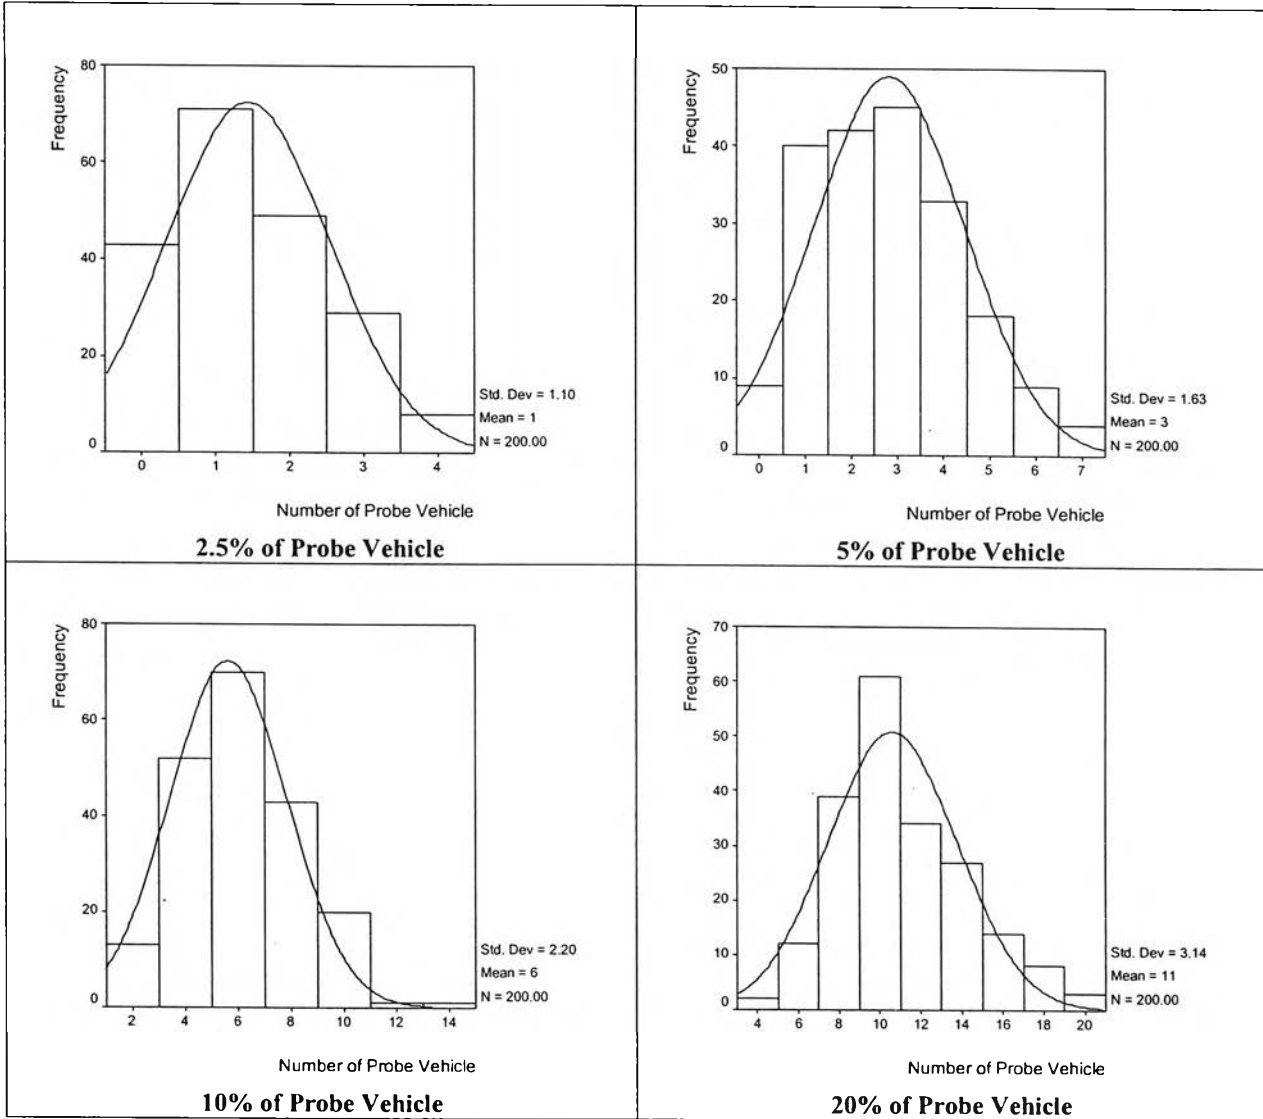 Frequency
80
60
40
20
0
0 1 2 3 4
Std. Dev = 1.10
Mean = 1
N = 200.00
Number of Probe Vehicle
2.5% of Probe Vehicle
Frequency
50
40
30
20
10
0
0 1 2 3 4 5 6 7
Std. Dev = 1.63
Mean = 3
N = 200.00
Number of Probe Vehicle
5% of Probe Vehicle
Frequency
80
60
40
20
0
2 4 6 8 10 12 14
Std. Dev = 2.20
Mean = 6
N = 200.00
Number of Probe Vehicle
10% of Probe Vehicle
Frequency
70
60
50
40
30
20
10
0
4 6 8 10 12 14 16 18 20
Std. Dev = 3.14
Mean = 11
N = 200.00
Number of Probe Vehicle
20% of Probe Vehicle